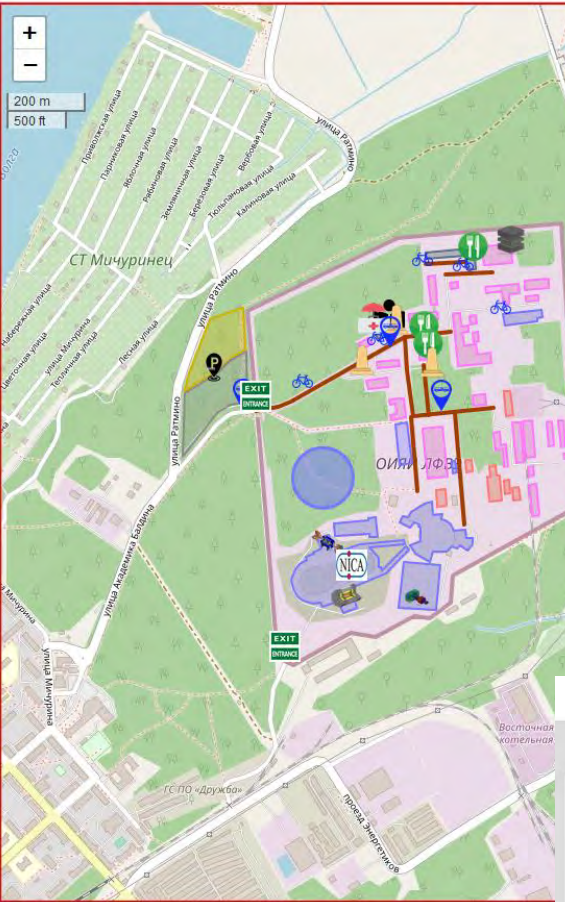 +
−
200 m
500 ft
Приволжская улица
Парниковая улица
Яблочная улица
Рябиновая улица
Земляничная улица
Берёзовая улица
Вербовая улица
Тюльпановая улица
Калиновая улица
улица Ратмино
СТ Мичуринец
улица Ратмино
Набережная улица
Цветочная улица
улица Мичурина
Тепличная улица
Лесная улица
P
EXIT
ENTRANCE
улица Ратмино
ОИЯИ ЛФВЭ
NICA
улица Академика Балдина
Мичурина
EXIT
ENTRANCE
улица Мичурина
Восточная
котельная
ГС ПО «Дружба»
проезд Энергетиков